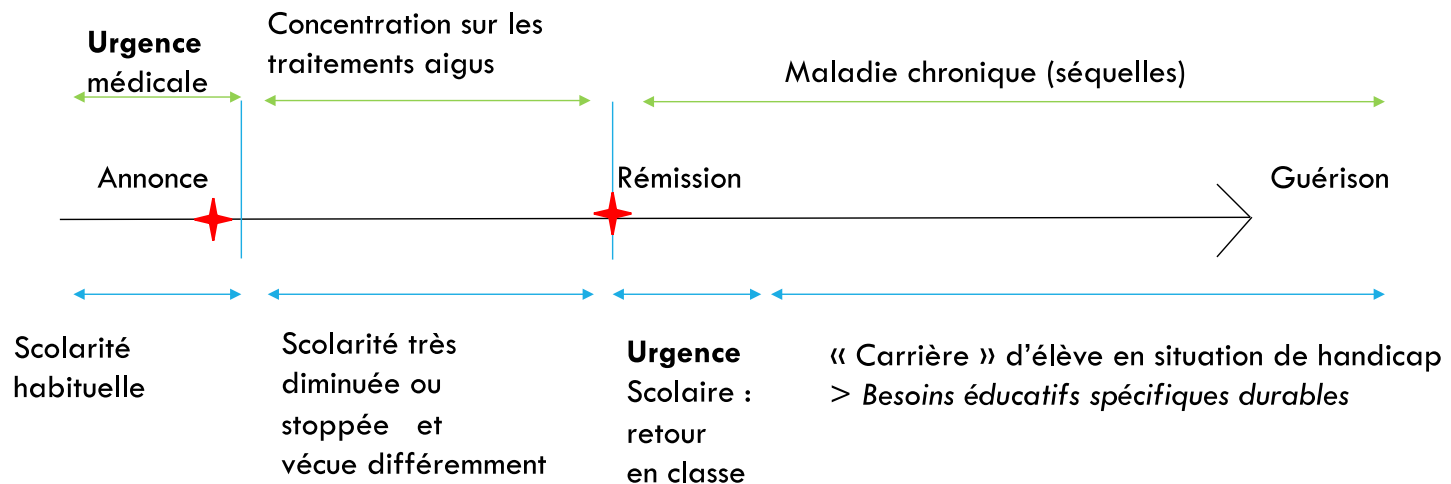 Urgence
médicale
Concentration sur les
traitements aigus
Maladie chronique (séquelles)
Annonce
Rémission
Guérison
Scolarité
habituelle
Scolarité très
diminuée ou
stoppée et
vécue différemment
Urgence
Scolaire :
retour
en classe
« Carrière » d’élève en situation de handicap
> Besoins éducatifs spécifiques durables